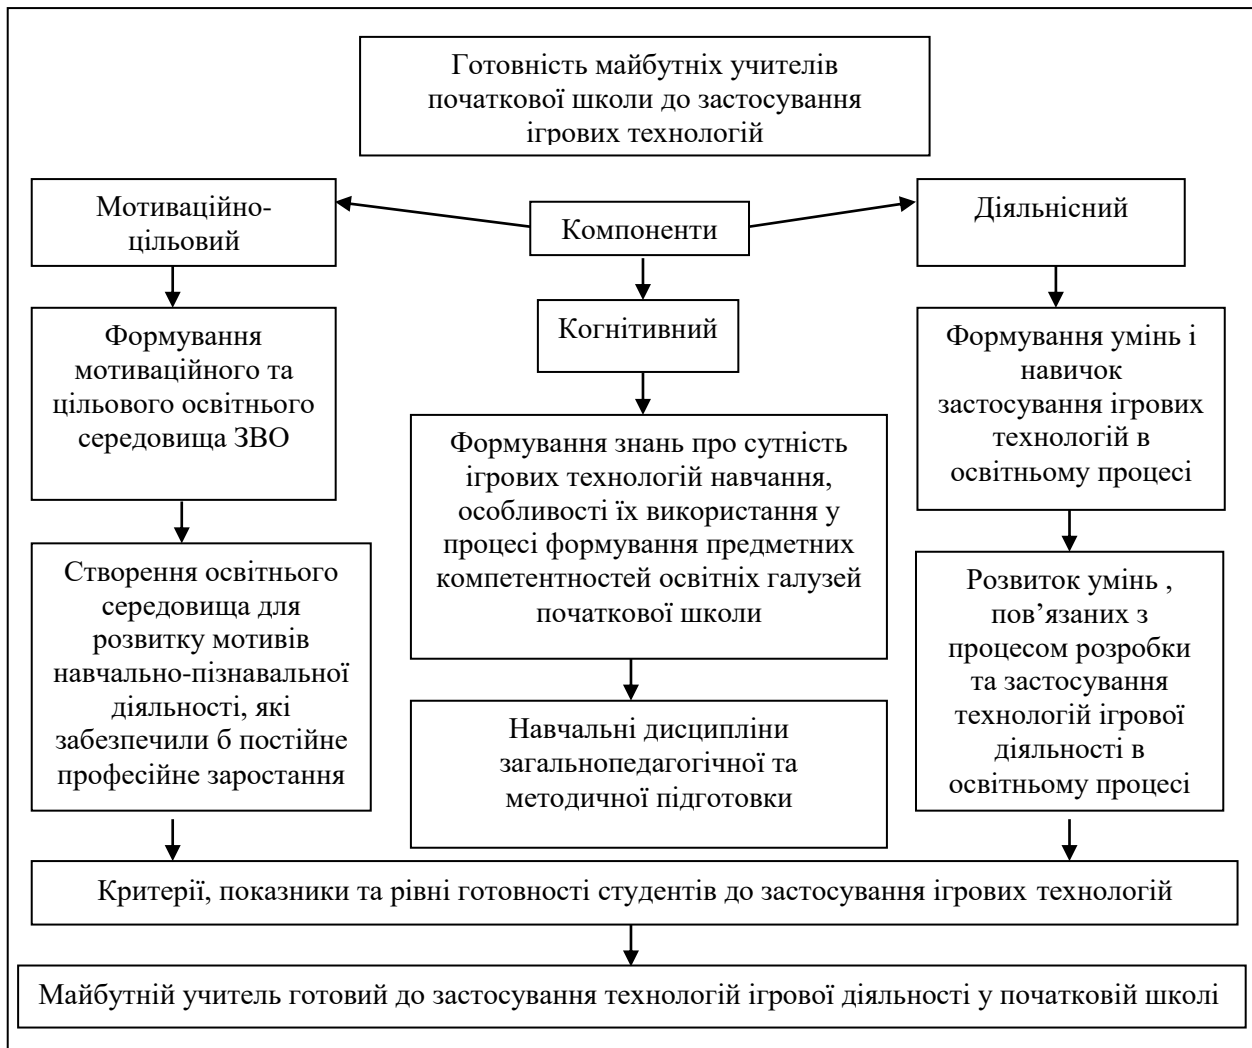 Готовність майбутніх учителів
початкової школи до застосування
ігрових технологій
Мотиваційно-
цільовий
Компоненти
Діяльнісний
Когнітивний
Формування
мотиваційного та
цільового освітнього
середовища ЗВО
Формування знань про сутність
ігрових технологій навчання,
особливості їх використання у
процесі формування предметних
компетентностей освітніх галузей
початкової школи
Формування умінь і
навичок
застосування ігрових
технологій в
освітньому процесі
Створення освітнього
середовища для
розвитку мотивів
навчально-пізнавальної
діяльності, які
забезпечили б постійне
професійне заростання
Навчальні дисципліни
загальнопедагогічної та
методичної підготовки
Розвиток умінь ,
пов’язаних з
процесом розробки
та застосування
технологій ігрової
діяльності в
освітньому процесі
Критерії, показники та рівні готовності студентів до застосування ігрових технологій
Майбутній учитель готовий до застосування технологій ігрової діяльності у початковій школі